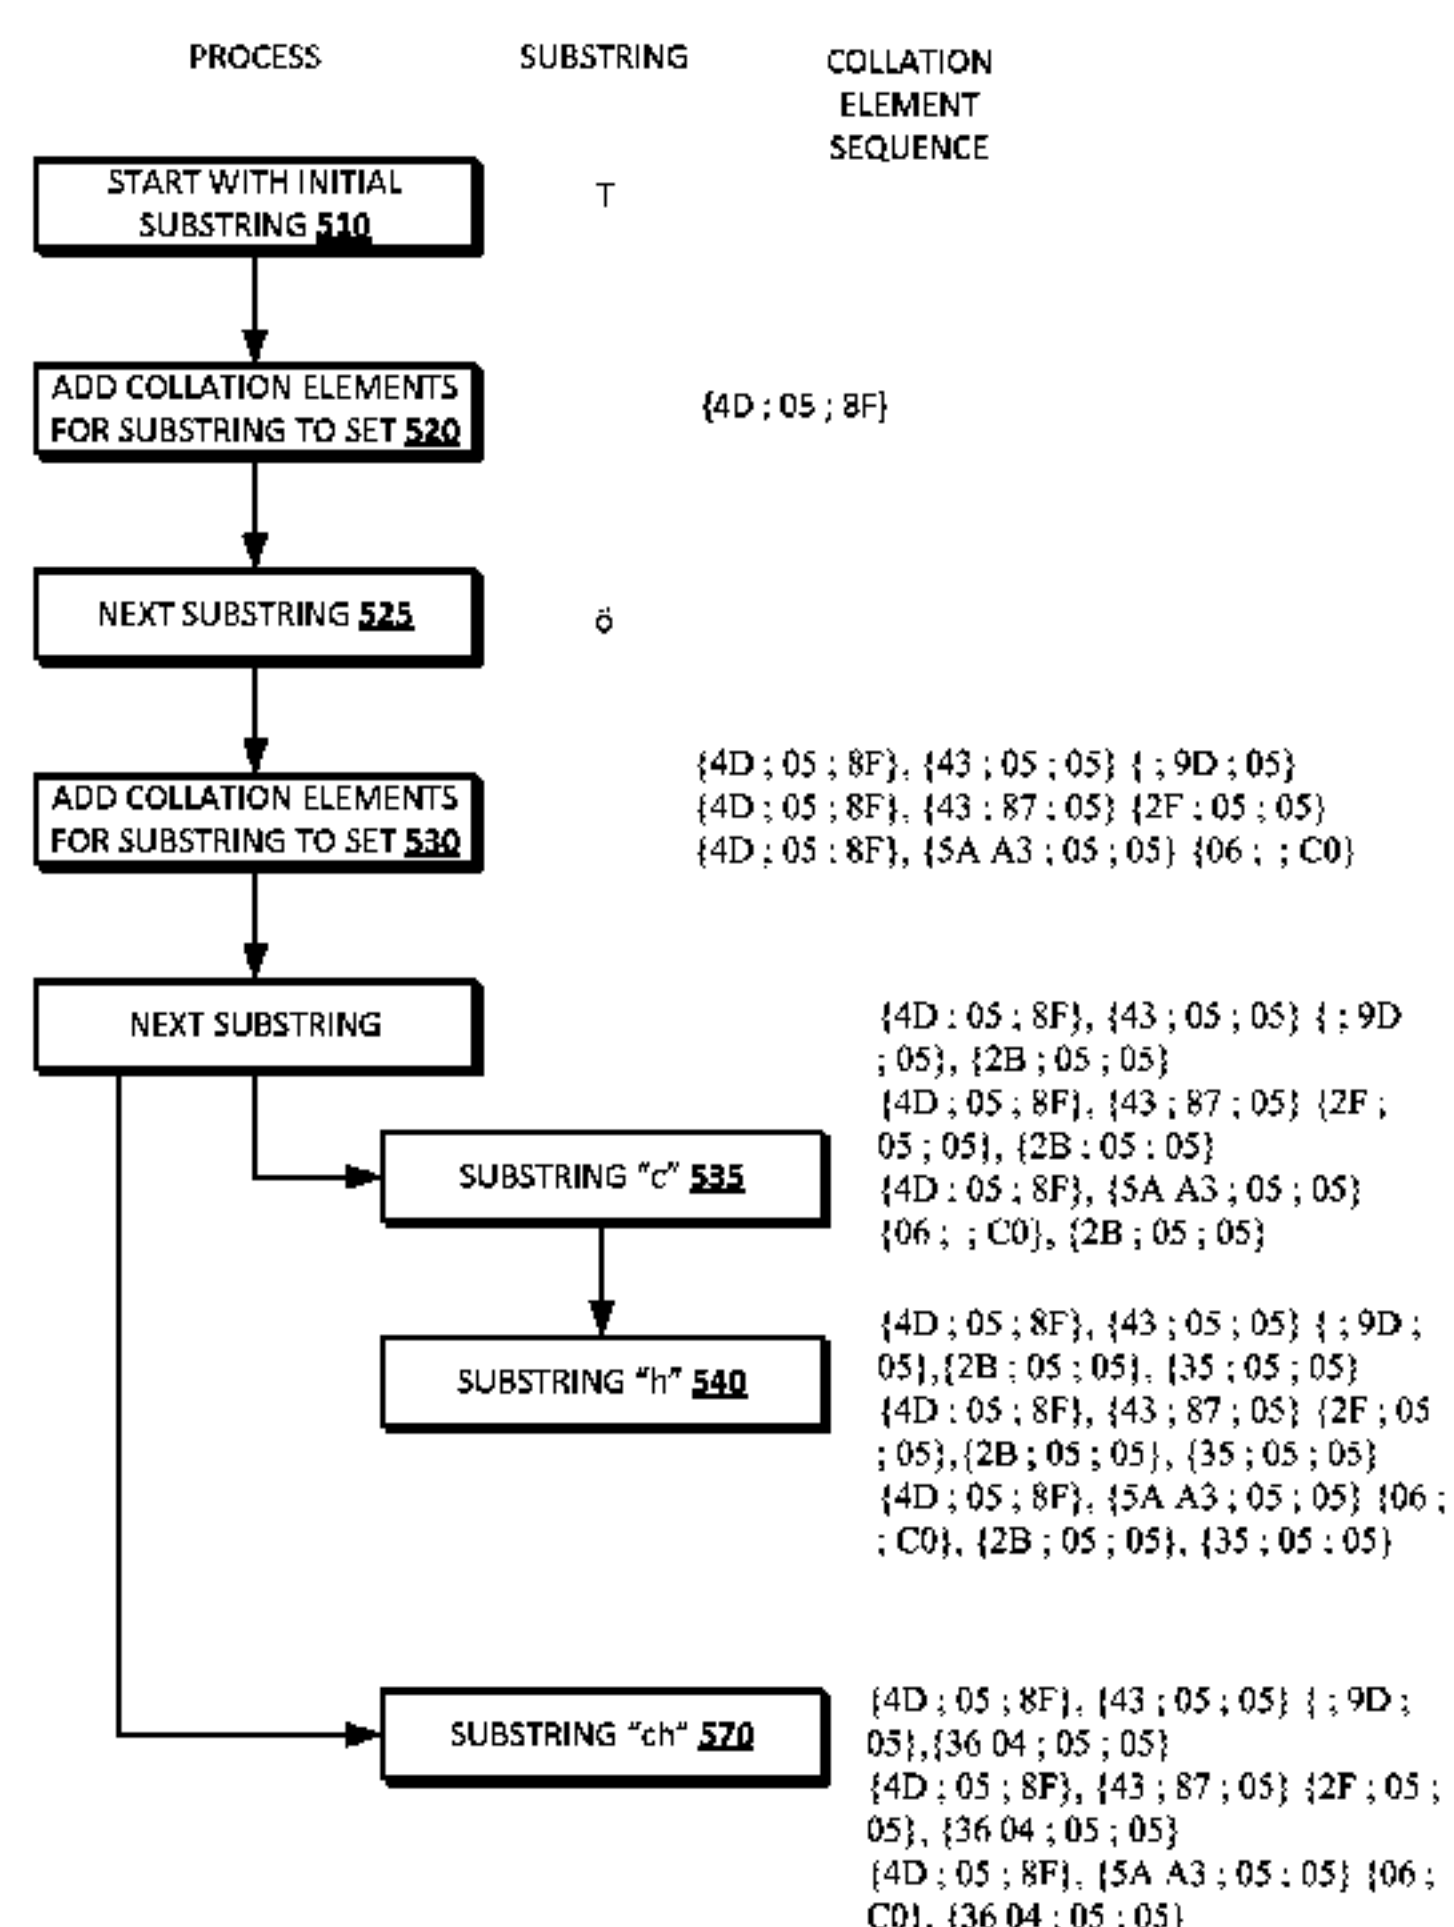 PROCESS
SUBSTRING
COLLATION
ELEMENT
SEQUENCE
START WITH INITIAL
SUBSTRING 510
T
ADD COLLATION ELEMENTS
FOR SUBSTRING TO SET 520
{4D ; 05 ; 8F}
NEXT SUBSTRING 525
ö
ADD COLLATION ELEMENTS
FOR SUBSTRING TO SET 530
{4D ; 05 ; 8F}, {43 ; 05 ; 05} { ; 9D ; 05}
{4D ; 05 ; 8F}, {43 ; 87 ; 05} {2F ; 05 ; 05}
{4D ; 05 ; 8F}, {5A A3 ; 05 ; 05} {06 ; ; C0}
NEXT SUBSTRING
SUBSTRING "c" 535
{4D ; 05 ; 8F}, {43 ; 05 ; 05} { ; 9D
; 05}, {2B ; 05 ; 05}
{4D ; 05 ; 8F}, {43 ; 87 ; 05} {2F ;
05 ; 05}, {2B ; 05 ; 05}
{4D ; 05 ; 8F}, {5A A3 ; 05 ; 05}
{06 ; ; C0}, {2B ; 05 ; 05}
SUBSTRING "h" 540
{4D ; 05 ; 8F}, {43 ; 05 ; 05} { ; 9D ;
05},{2B ; 05 ; 05}, {35 ; 05 ; 05}
{4D ; 05 ; 8F}, {43 ; 87 ; 05} {2F ; 05
; 05},{2B ; 05 ; 05}, {35 ; 05 ; 05}
{4D ; 05 ; 8F}, {5A A3 ; 05 ; 05} {06 ;
; C0}, {2B ; 05 ; 05}, {35 ; 05 ; 05}
SUBSTRING "ch" 570
{4D ; 05 ; 8F}, {43 ; 05 ; 05} { ; 9D ;
05},{36 04 ; 05 ; 05}
{4D ; 05 ; 8F}, {43 ; 87 ; 05} {2F ; 05 ;
05}, {36 04 ; 05 ; 05}
{4D ; 05 ; 8F}, {5A A3 ; 05 ; 05} {06 ;
C0}, {36 04 ; 05 ; 05}